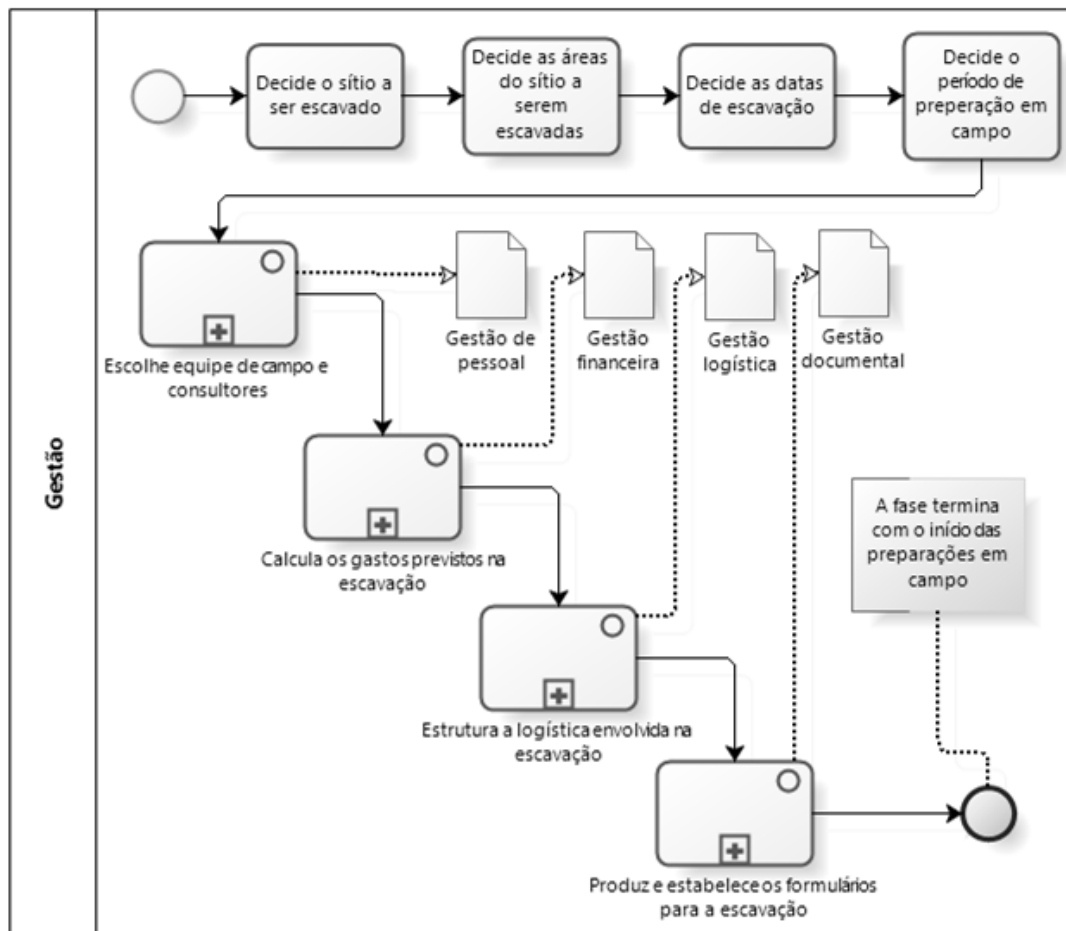 Gestão
Decide o sítio a
ser escavado
Decide as áreas
do sítio a
serem
escavadas
Decide as datas
de escavação
Decide o
período de
preperação em
campo
Escolhe equipe de campo e
consultores
Gestão de
pessoal
Gestão
financeira
Gestão
logística
Gestão
documental
Calcula os gastos previstos na
escavação
A fase termina
com o início das
preparações em
campo
Estrutura a logística envolvida na
escavação
Produz e estabelece os formulários
para a escavação